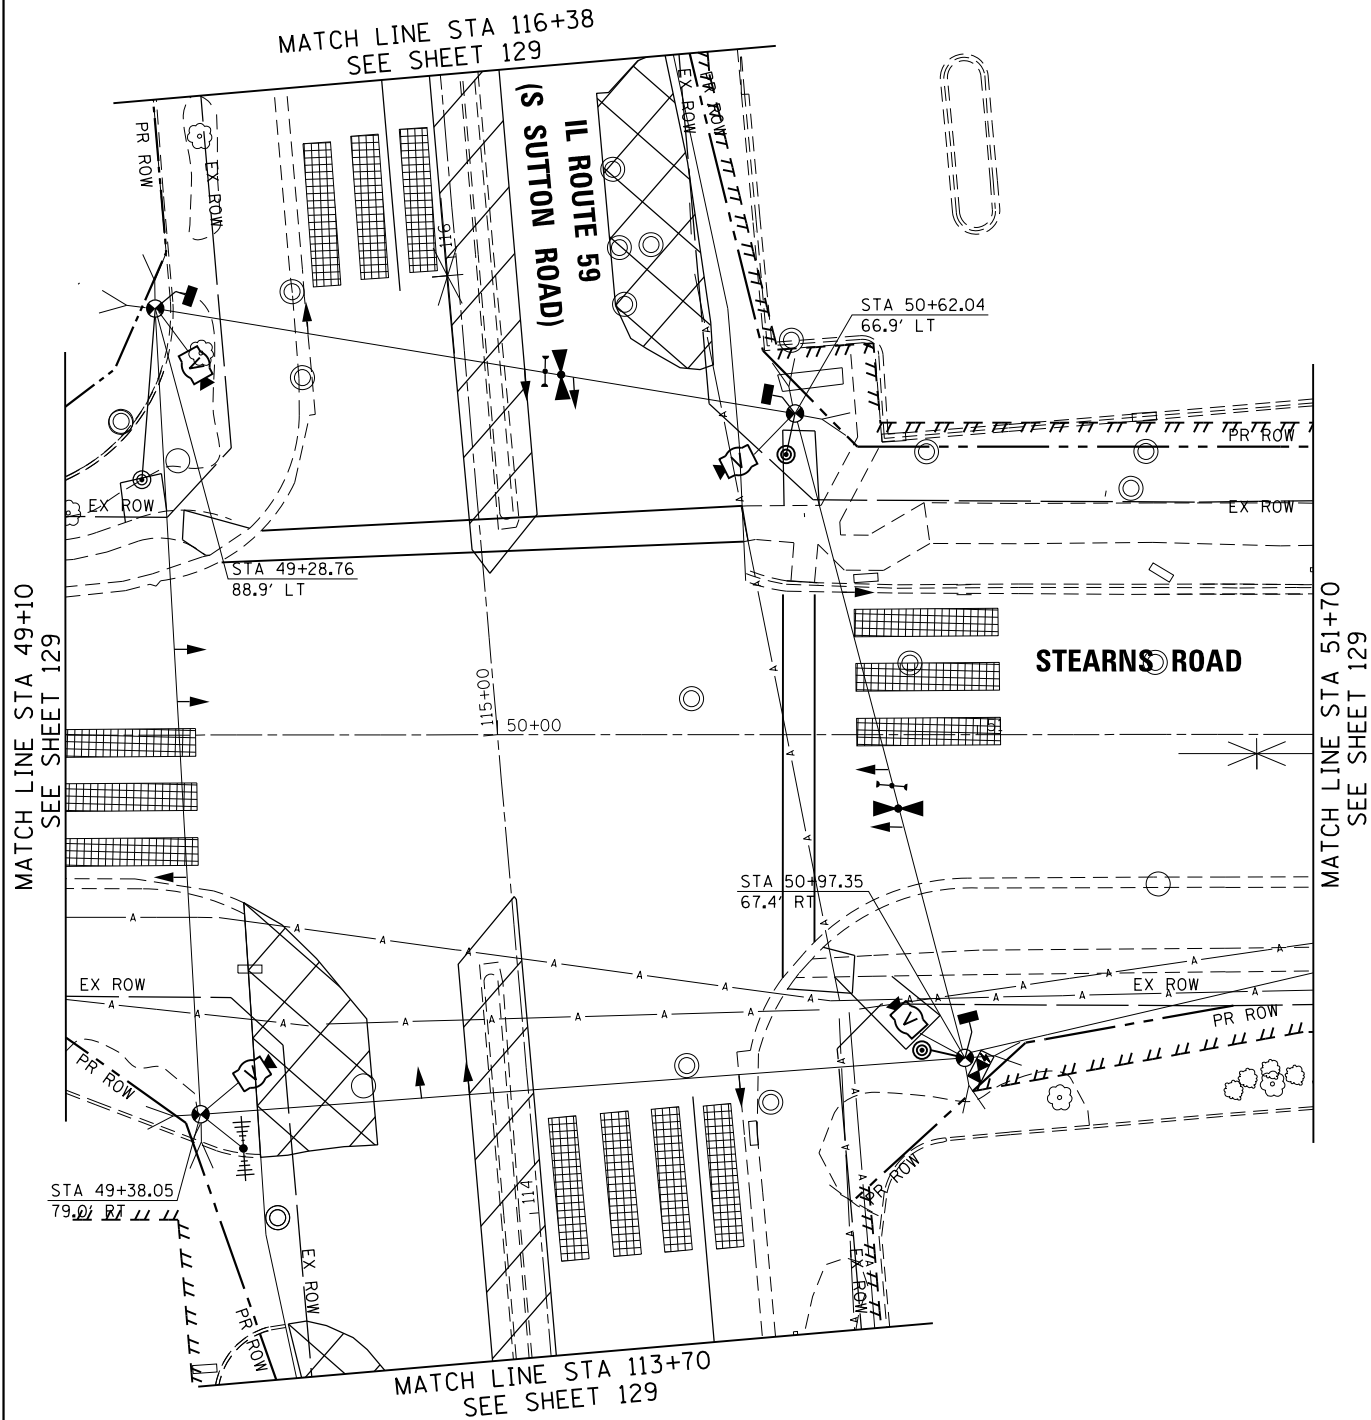 MATCH LINE STA 116+38
SEE SHEET 129
PR ROW
EX ROW
IL ROUTE 59
(S SUTTON ROAD)
EX ROW
PR ROW
116
STA 50+62.04
66.9' LT
PR ROW
EX ROW
EX ROW
V
V
STA 49+28.76
88.9' LT
MATCH LINE STA 49+10
SEE SHEET 129
STEARNS ROAD
MATCH LINE STA 51+70
SEE SHEET 129
115+00
50+00
51
STA 50+97.35
67.4' RT
A A A A A A A A
EX ROW
EX ROW
PR ROW
PR ROW
V
V
STA 49+38.05
79.0' RT
114
PR ROW
EX ROW
PR ROW
EX ROW
MATCH LINE STA 113+70
SEE SHEET 129